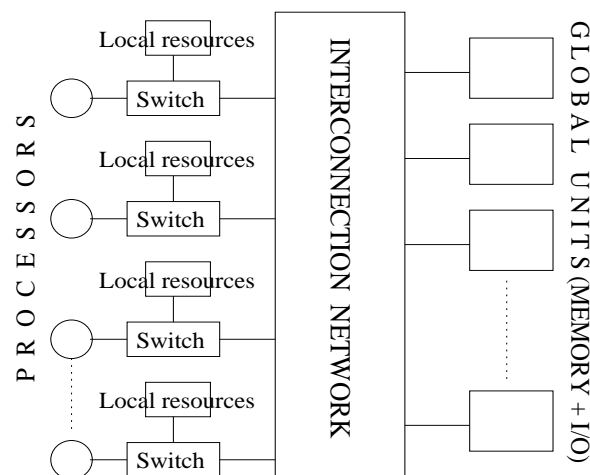 PROCESSORS
Local resources
Switch
Local resources
Switch
Local resources
Switch
Local resources
Switch
INTERCONNECTION NETWORK
GLOBAL UNITS (MEMORY + I/O)